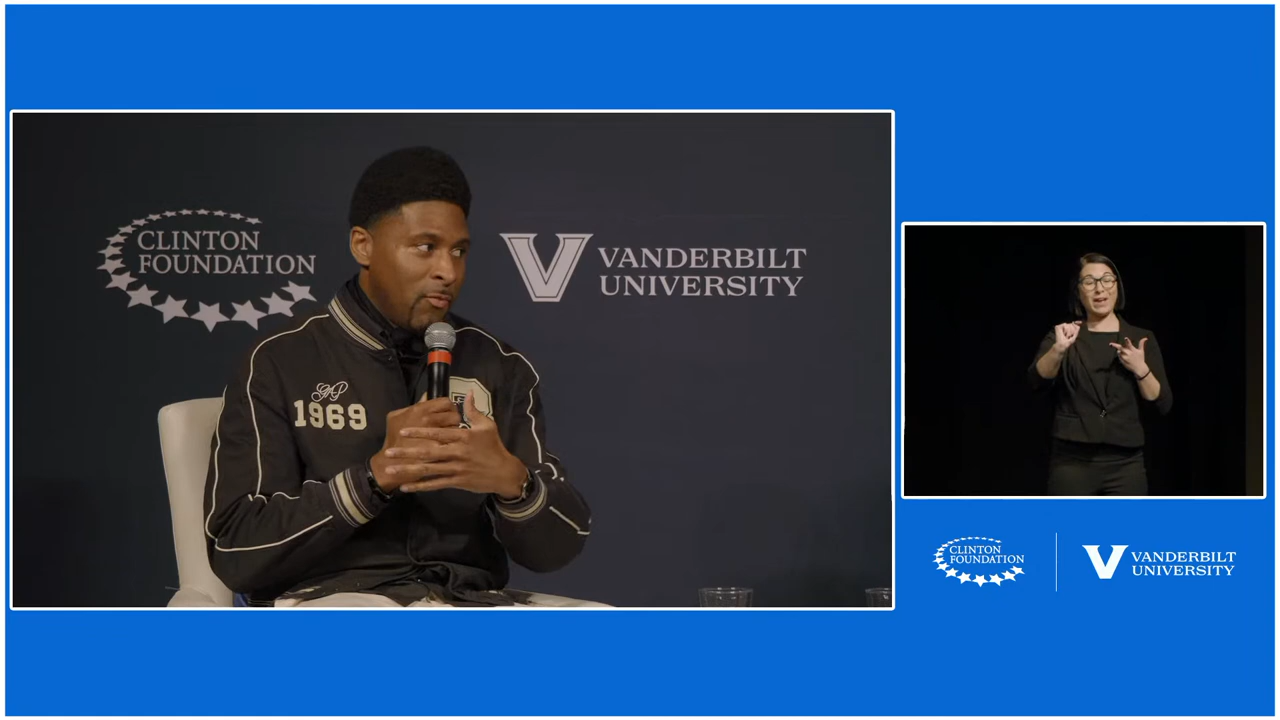 CLINTON
FOUNDATION
VANDERBILT
UNIVERSITY
1969
CLINTON
FOUNDATION
VANDERBILT
UNIVERSITY